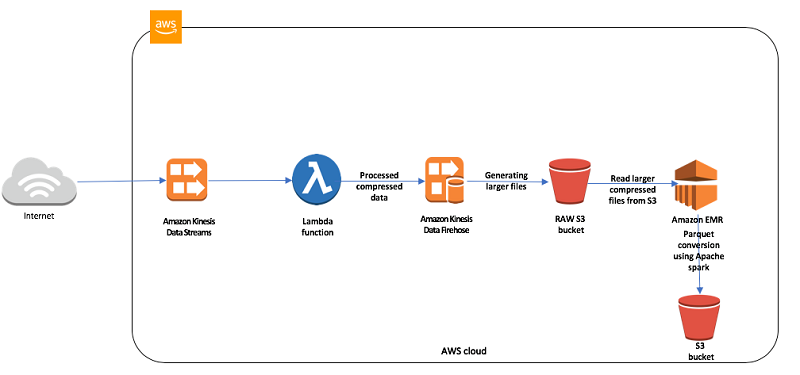 aws
Internet
Amazon Kinesis
Data Streams
Lambda
function
Processed
compressed
data
Amazon Kinesis
Data Firehose
Generating
larger files
RAW S3
bucket
Read larger
compressed
files from S3
Amazon EMR
Parquet
conversion
using Apache
spark
S3
bucket
AWS cloud